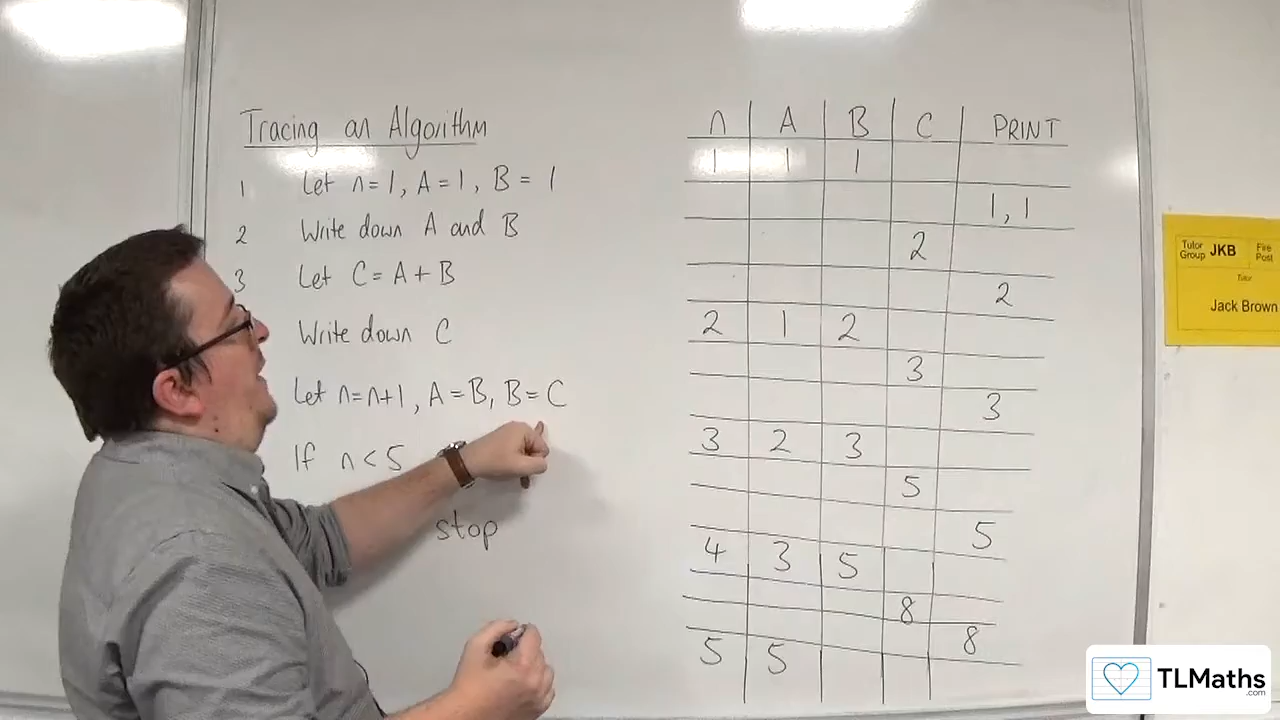 Tracing an Algorithm
1 Let n=1, A=1, B=1
2 Write down A and B
3 Let C=A+B
Write down C
Let n=n+1, A=B, B=C
If n<5
stop
n A B C PRINT
1 1 1
1,1
2
2
2 1 2
3
3
3 2 3
5
5
4 3 5
8
8
5 5
Tutor Group JKB Fire Post
Tutor
Jack Brown
TLMaths.com